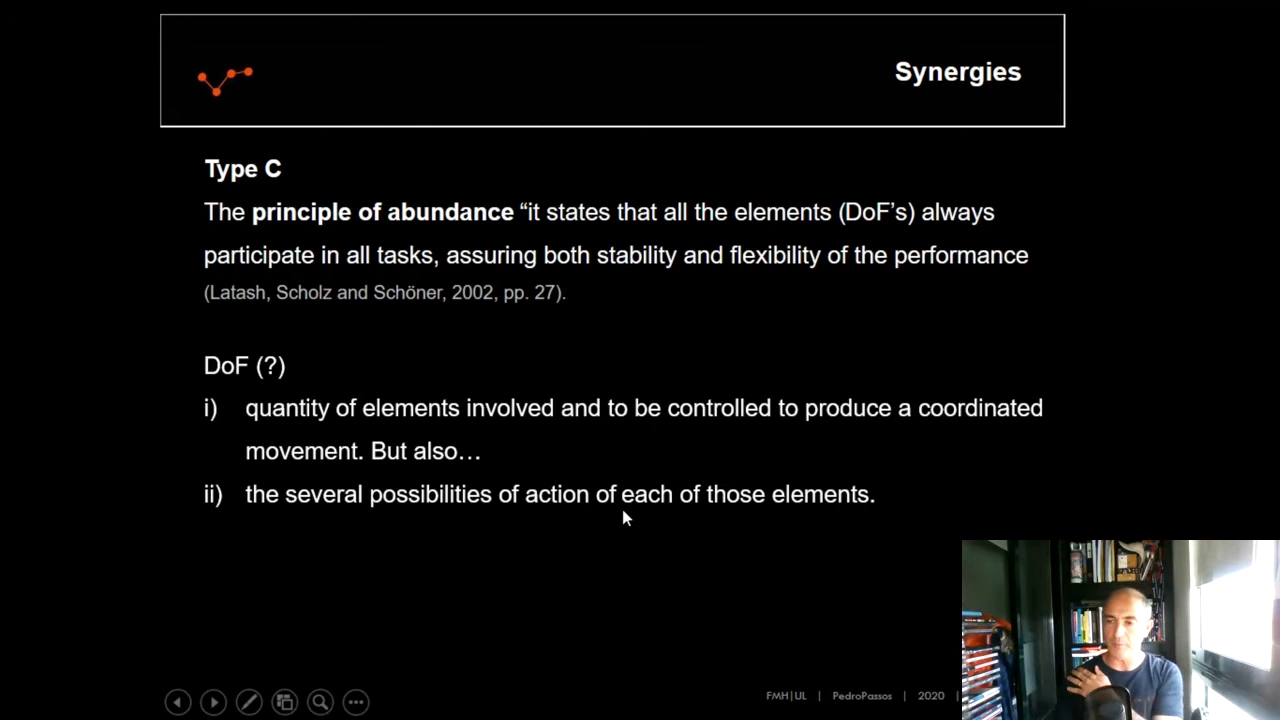 Synergies
Type C
The principle of abundance “it states that all the elements (DoF’s) always
participate in all tasks, assuring both stability and flexibility of the performance
(Latash, Scholz and Schöner, 2002, pp. 27).
DoF (?)
i) quantity of elements involved and to be controlled to produce a coordinated
movement. But also…
ii) the several possibilities of action of each of those elements.
FMH|UL | PedroPassos | 2020 |